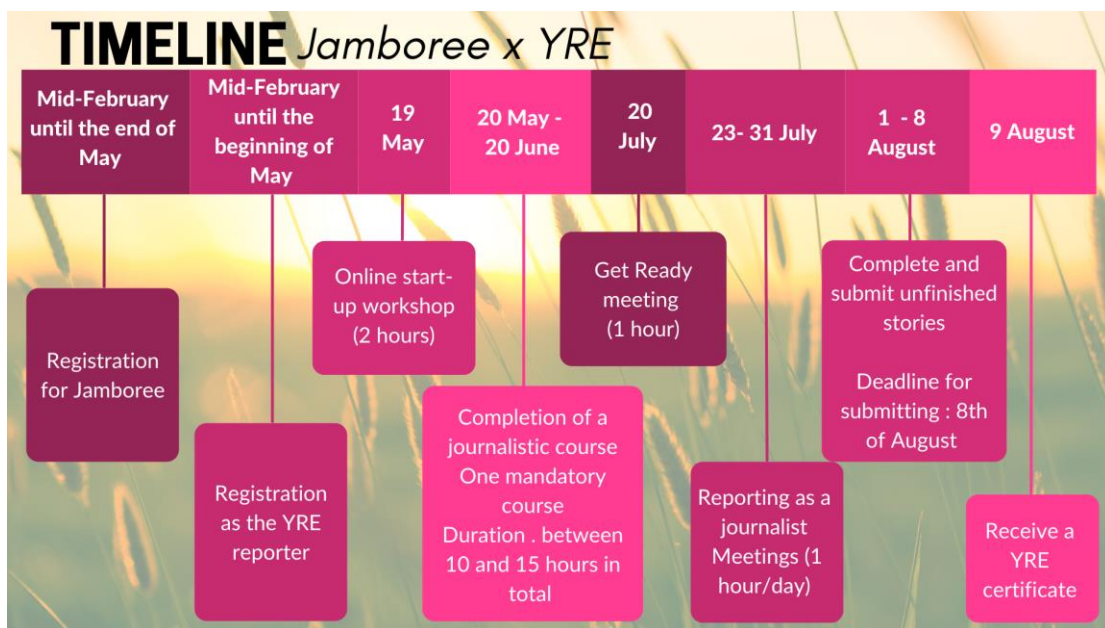 TIMELINE Jamboree x YRE
Mid-February
until the end of
May
Mid-February
until the
beginning of
May
19
May
20 May -
20 June
20
July
23- 31 July
1 - 8
August
9 August
Registration
for Jamboree
Registration
as the YRE
reporter
Online start-
up workshop
(2 hours)
Completion of a
journalistic course
One mandatory
course
Duration . between
10 and 15 hours in
total
Get Ready
meeting
(1 hour)
Reporting as a
journalist
Meetings (1
hour/day)
Complete and
submit unfinished
stories
Deadline for
submitting : 8th
of August
Receive a
YRE
certificate